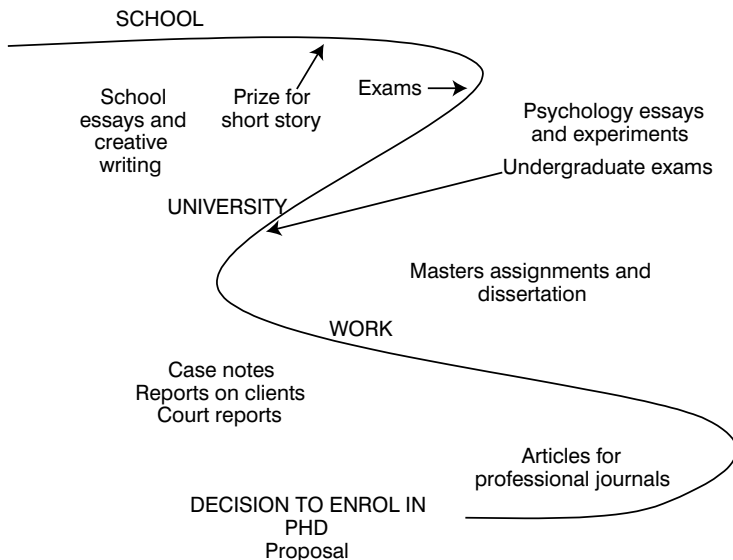 SCHOOL
School
essays and
creative
writing
Prize for
short story
Exams
Psychology essays
and experiments
Undergraduate exams
UNIVERSITY
Masters assignments and
dissertation
WORK
Case notes
Reports on clients
Court reports
Articles for
professional journals
DECISION TO ENROL IN
PHD
Proposal